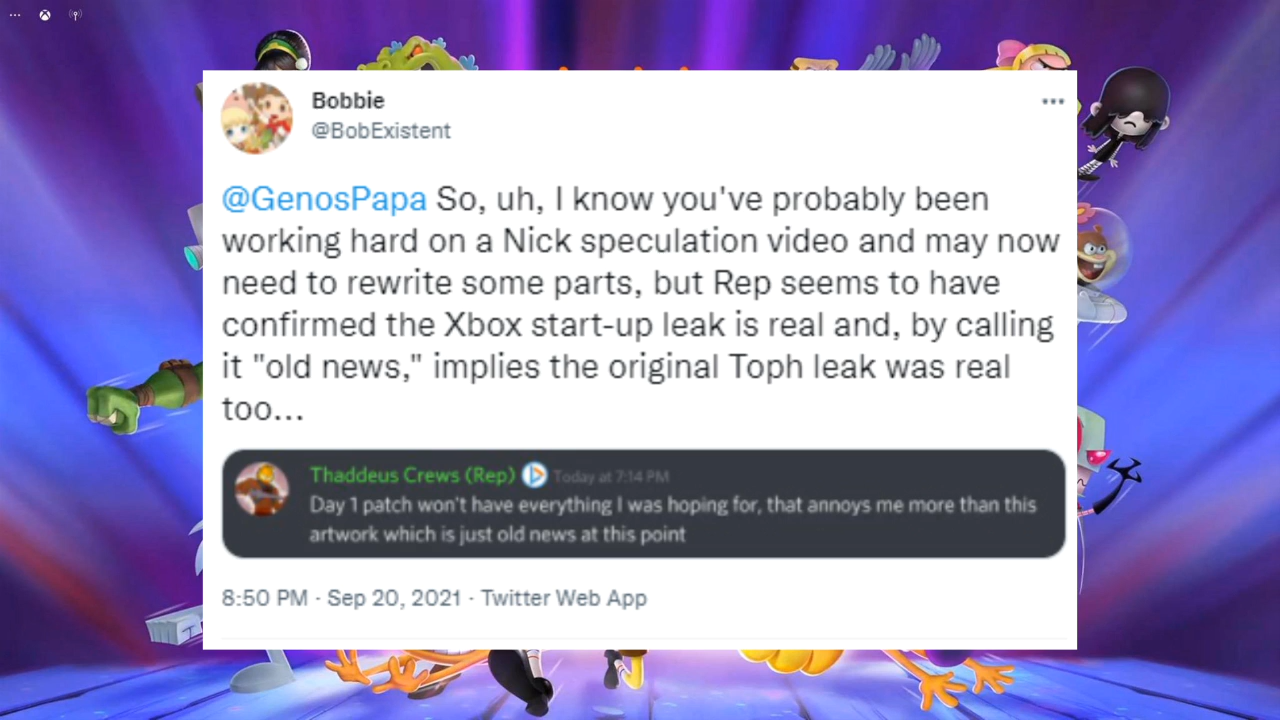 Bobbie
@BobExistent
@GenosPapa So, uh, I know you've probably been
working hard on a Nick speculation video and may now
need to rewrite some parts, but Rep seems to have
confirmed the Xbox start-up leak is real and, by calling
it "old news," implies the original Toph leak was real
too...
Thaddeus Crews (Rep) Today at 7:14 PM
Day 1 patch won't have everything I was hoping for, that annoys me more than this
artwork which is just old news at this point
8:50 PM · Sep 20, 2021 · Twitter Web App